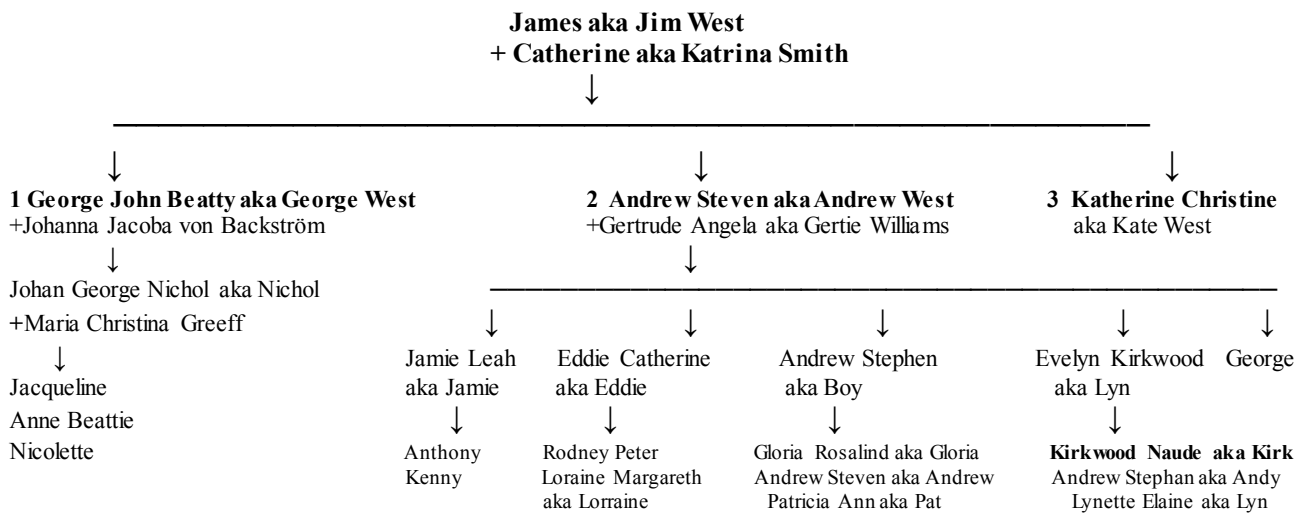 James aka Jim West
+ Catherine aka Katrina Smith
1 George John Beatty aka George West
+Johanna Jacoba von Backström
Johan George Nichol aka Nichol
+Maria Christina Greeff
Jacqueline
Anne Beattie
Nicolette
2 Andrew Steven aka Andrew West
+Gertrude Angela aka Gertie Williams
Jamie Leah
aka Jamie
Anthony
Kenny
Eddie Catherine
aka Eddie
Rodney Peter
Loraine Margareth
aka Lorraine
Andrew Stephen
aka Boy
Gloria Rosalind aka Gloria
Andrew Steven aka Andrew
Patricia Ann aka Pat
Evelyn Kirkwood
aka Lyn
Kirkwood Naude aka Kirk
Andrew Stephan aka Andy
Lynette Elaine aka Lyn
George
3 Katherine Christine
aka Kate West